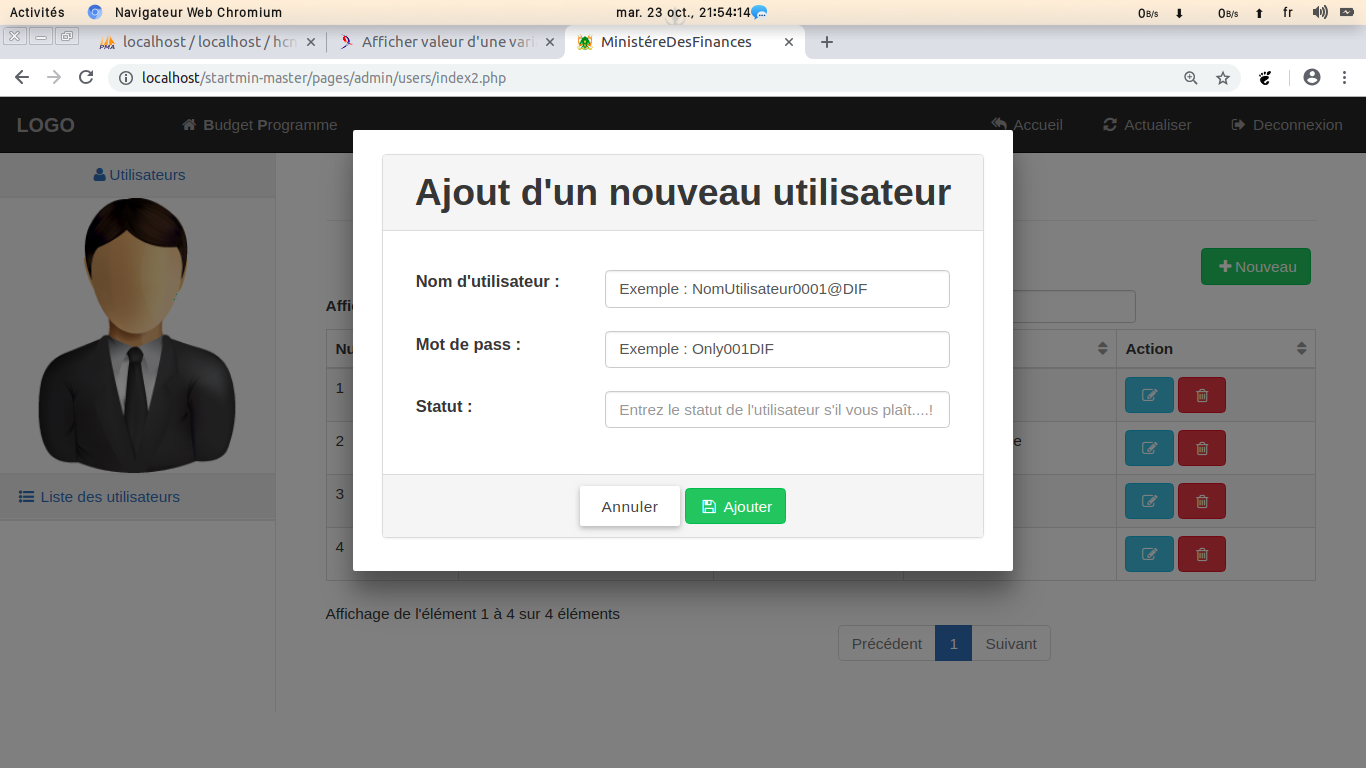 Activités Navigateur Web Chromium mar. 23 oct., 21:54:14 0B/s 0B/s fr
localhost / localhost / hcn Afficher valeur d'une vari MinistéreDesFinances
localhost/startmin-master/pages/admin/users/index2.php
LOGO Budget Programme Accueil Actualiser Deconnexion
Utilisateurs
Ajout d'un nouveau utilisateur
Nouveau
Nom d'utilisateur : Exemple : NomUtilisateur0001@DIF
Affi
Mot de pass : Exemple : Only001DIF
Nu Action
1
Statut : Entrez le statut de l'utilisateur s'il vous plaît....!
2 e
3
Liste des utilisateurs
Annuler Ajouter
4
Affichage de l'élément 1 à 4 sur 4 éléments
Précédent 1 Suivant